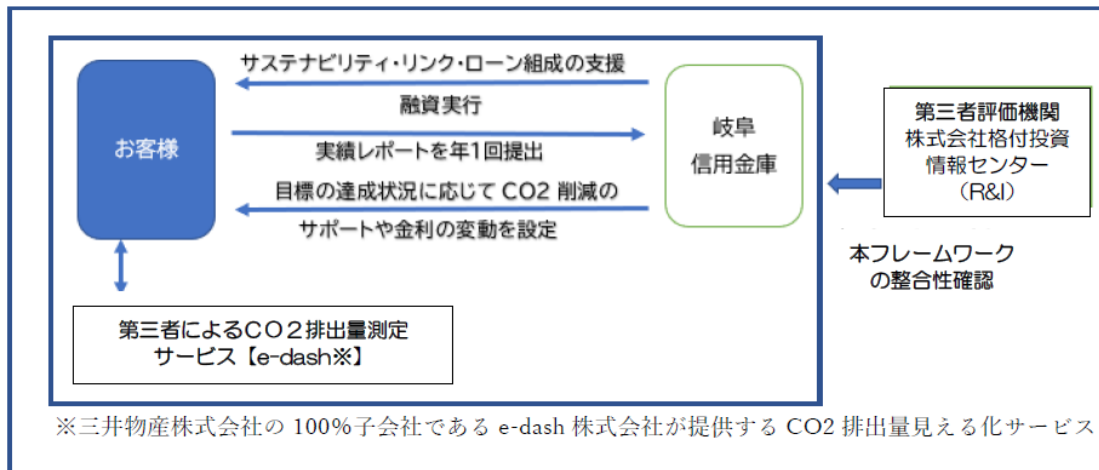 サステナビリティ・リンク・ローン組成の支援
融資実行
実績レポートを年1回提出
目標の達成状況に応じて CO2 削減の
サポートや金利の変動を設定
お客様
岐阜
信用金庫
第三者評価機関
株式会社格付投資
情報センター
(R&I)
本フレームワーク
の整合性確認
第三者によるCO2排出量測定
サービス【e-dash※】
※三井物産株式会社の 100%子会社である e-dash 株式会社が提供する CO2 排出量見える化サービス